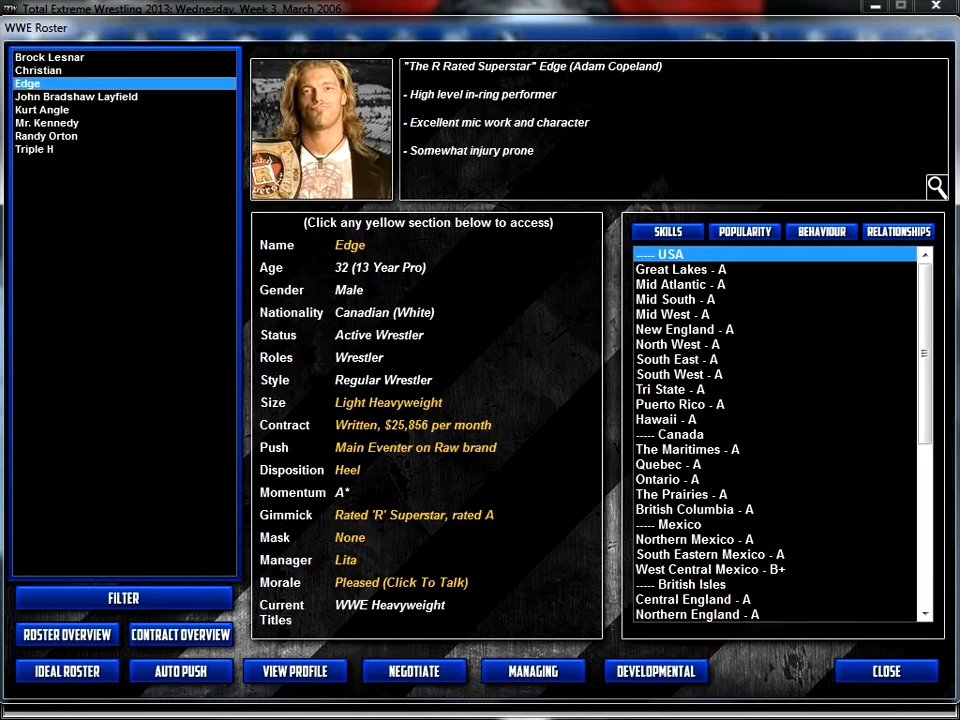 Total Extreme Wrestling 2013: Wednesday, Week 3, March 2006
WWE Roster
Brock Lesnar
Christian
Edge
John Bradshaw Layfield
Kurt Angle
Mr. Kennedy
Randy Orton
Triple H
"The R Rated Superstar" Edge (Adam Copeland)
- High level in-ring performer
- Excellent mic work and character
- Somewhat injury prone
(Click any yellow section below to access)
Name Edge
Age 32 (13 Year Pro)
Gender Male
Nationality Canadian (White)
Status Active Wrestler
Roles Wrestler
Style Regular Wrestler
Size Light Heavyweight
Contract Written, $25,856 per month
Push Main Eventer on Raw brand
Disposition Heel
Momentum A*
Gimmick Rated 'R' Superstar, rated A
Mask None
Manager Lita
Morale Pleased (Click To Talk)
Current Titles WWE Heavyweight
SKILLS POPULARITY BEHAVIOUR RELATIONSHIPS
----- USA
Great Lakes - A
Mid Atlantic - A
Mid South - A
Mid West - A
New England - A
North West - A
South East - A
South West - A
Tri State - A
Puerto Rico - A
Hawaii - A
----- Canada
The Maritimes - A
Quebec - A
Ontario - A
The Prairies - A
British Columbia - A
----- Mexico
Northern Mexico - A
South Eastern Mexico - A
West Central Mexico - B+
----- British Isles
Central England - A
Northern England - A
FILTER
ROSTER OVERVIEW CONTRACT OVERVIEW
IDEAL ROSTER AUTO PUSH VIEW PROFILE NEGOTIATE MANAGING DEVELOPMENTAL CLOSE